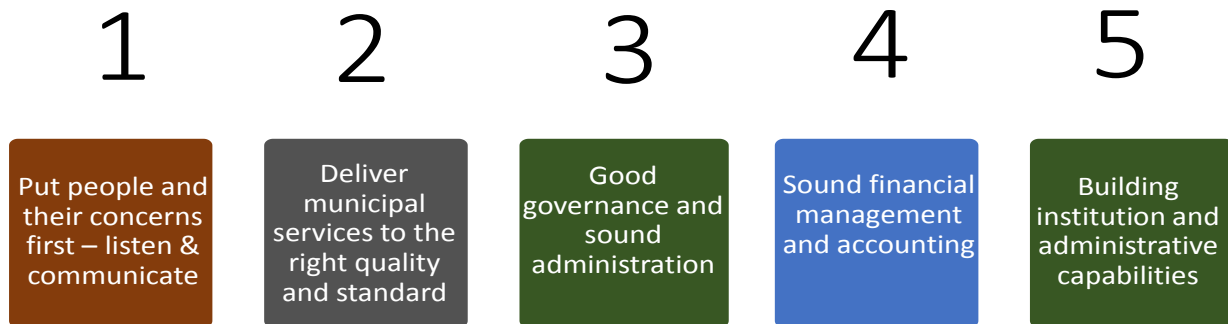 1
2
3
4
5
Put people and
their concerns
first – listen &
communicate
Deliver
municipal
services to the
right quality
and standard
Good
governance and
sound
administration
Sound financial
management
and accounting
Building
institution and
administrative
capabilities